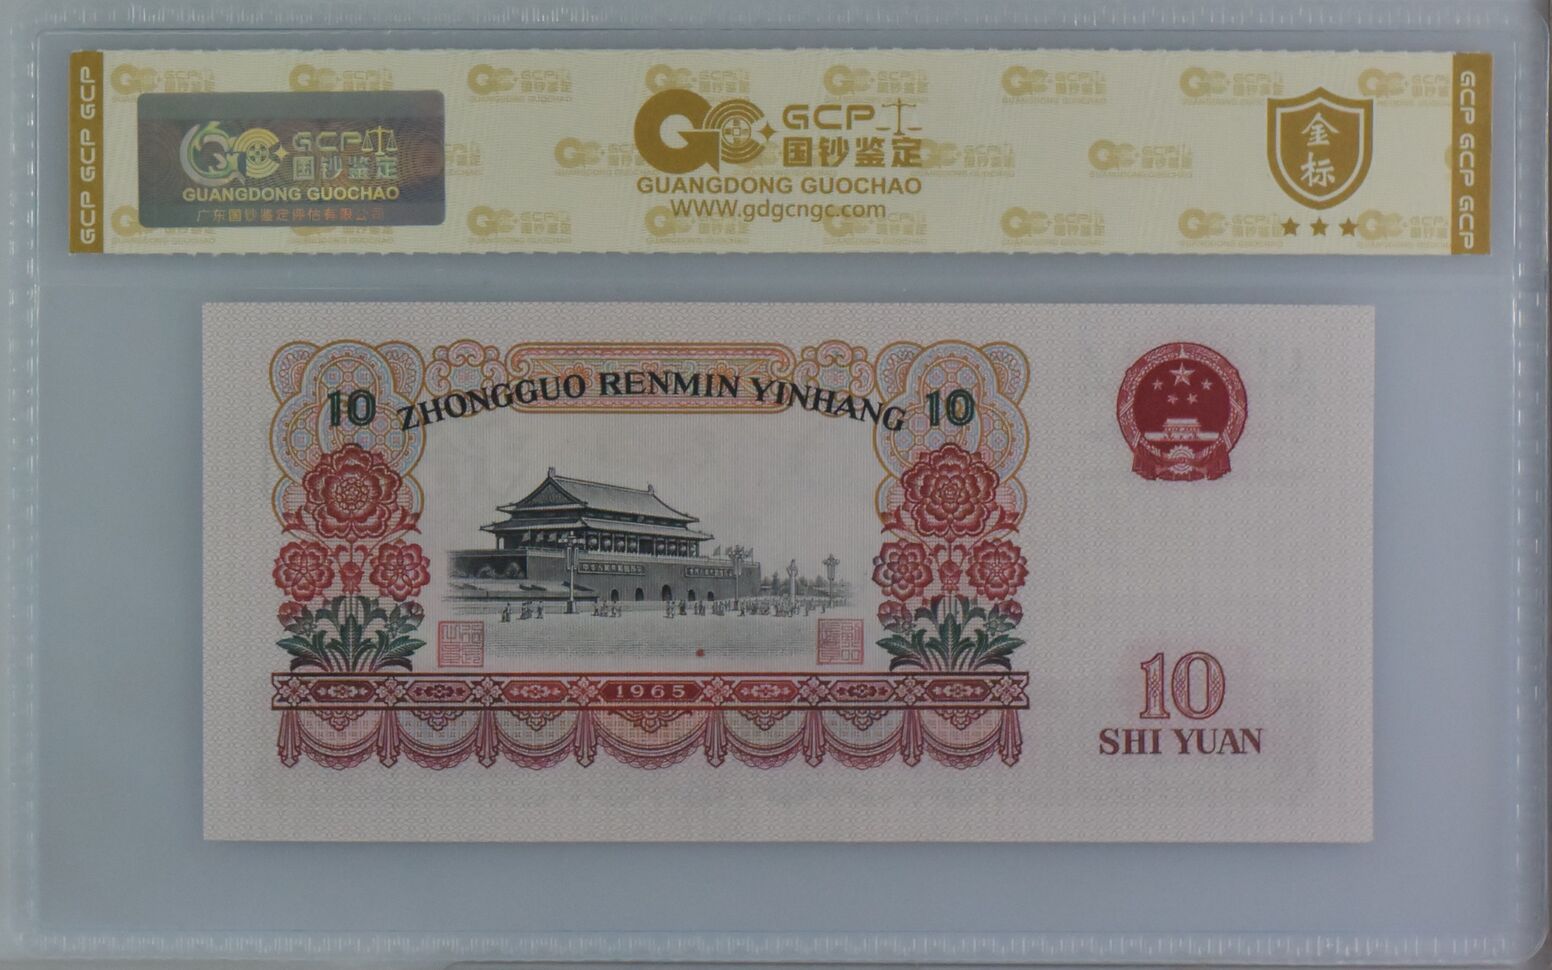 GCP GCP GCP
GCP
国钞鉴定
GUANGDONG GUOCHAO
广东国钞鉴定评估有限公司
GCP
国钞鉴定
GUANGDONG GUOCHAO
WWW.gdgcngc.com
金
标
GCP GCP GCP
10 ZHONGGUO RENMIN YINHANG 10
1965
10
SHI YUAN